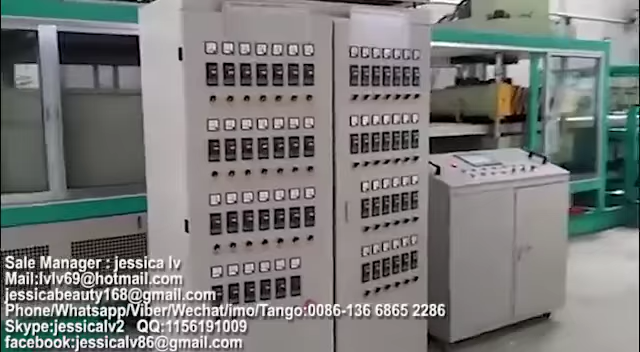 Sale Manager : jessica lv
Mail:lvlv69@hotmail.com
jessicabeauty168@gmail.com
Phone/Whatsapp/Viber/Wechat/imo/Tango:0086-136 6865 2286
Skype:jessicalv2 QQ:1156191009
facebook:jessicalv86@gmail.com